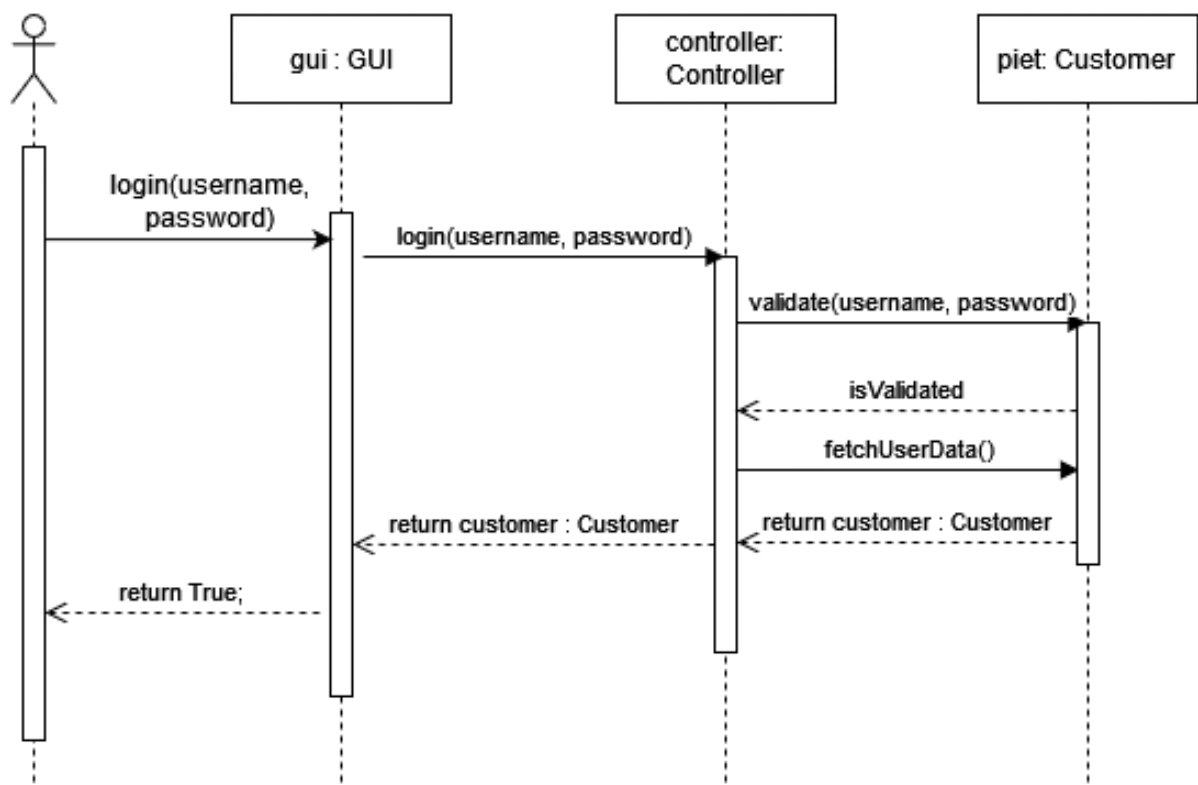 gui : GUI
controller:
Controller
piet: Customer
login(username,
password)
login(username, password)
validate(username, password)
isValidated
fetchUserData()
return customer : Customer
return customer : Customer
return True;